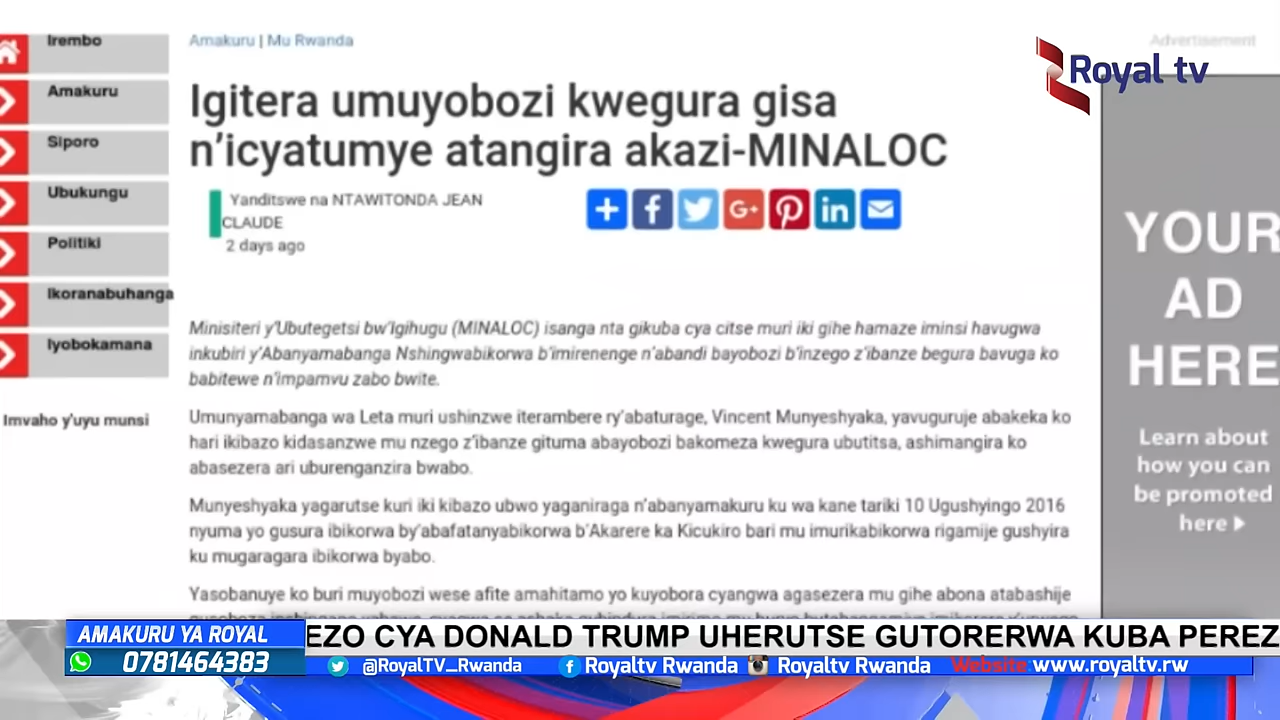 Irembo
Amakuru
Siporo
Ubukungu
Politiki
Ikoranabuhanga
Iyobokamana
Imvaho y'uyu munsi
Amakuru | Mu Rwanda
Igitera umuyobozi kwegura gisa
n'icyatumye atangira akazi-MINALOC
Yanditswe na NTAWITONDA JEAN
CLAUDE
2 days ago
Minisiteri y'Ubutegetsi bw'Igihugu (MINALOC) isanga nta gikuba cya citse muri iki gihe hamaze iminsi havugwa
inkubiri y'Abanyamabanga Nshingwabikorwa b'imirenenge n'abandi bayobozi b'inzego z'ibanze begura bavuga ko
babitewe n'impamvu zabo bwite.
Umunyamabanga wa Leta muri ushinzwe iterambere ry'abaturage, Vincent Munyeshyaka, yavuguruje abakeka ko
hari ikibazo kidasanzwe mu nzego z'ibanze gituma abayobozi bakomeza kwegura ubutitsa, ashimangira ko
abasezera ari uburenganzira bwabo.
Munyeshyaka yagarutse kuri iki kibazo ubwo yaganiraga n'abanyamakuru ku wa kane tariki 10 Ugushyingo 2016
nyuma yo gusura ibikorwa by'abafatanyabikorwa b'Akarere ka Kicukiro bari mu imurikabikorwa rigamije gushyira
ku mugaragara ibikorwa byabo.
Yasobanuye ko buri muyobozi wese afite amahitamo yo kuyobora cyangwa agasezera mu gihe abona atabashije
Advertisement
Royal tv
YOUR
AD
HERE
Learn about
how you can
be promoted
here
AMAKURU YA ROYAL
0781464383
EZO CYA DONALD TRUMP UHERUTSE GUTORERWA KUBA PEREZ
@RoyalTV_Rwanda
Royaltv Rwanda
Royaltv Rwanda
Website www.royaltv.rw